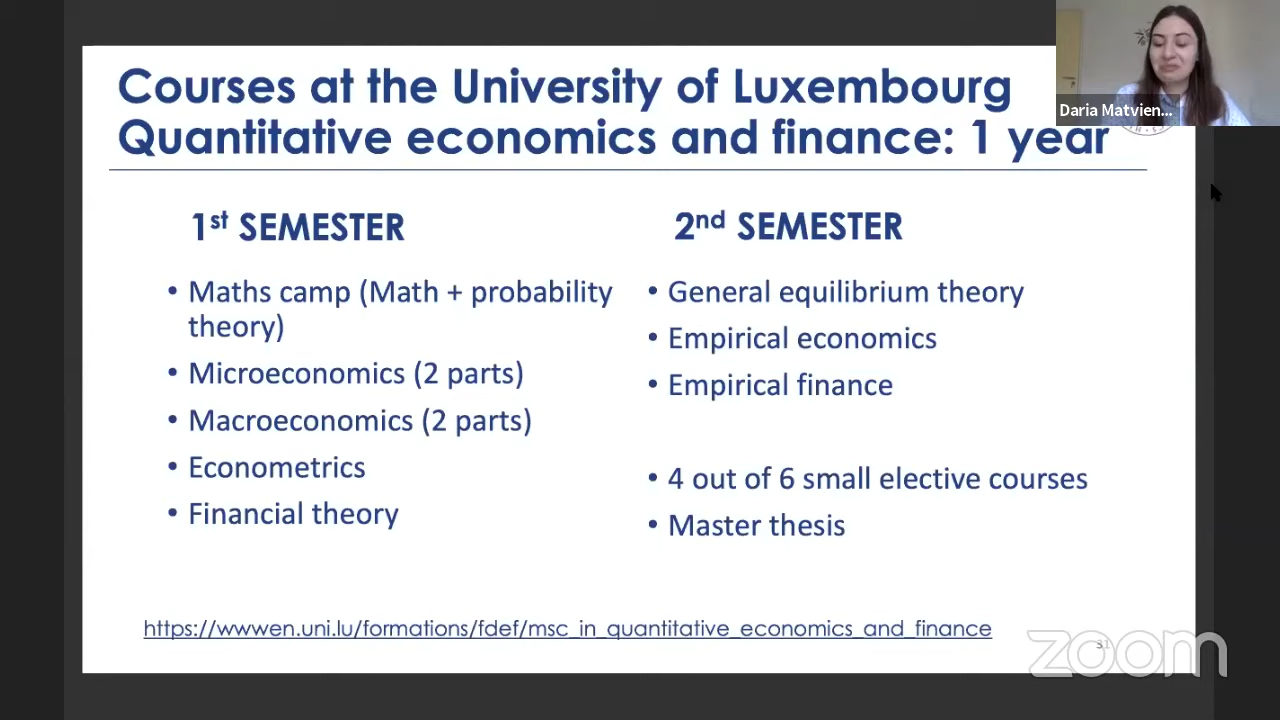 Courses at the University of Luxembourg
Quantitative economics and finance: 1 year
Daria Matvien...
1st SEMESTER
• Maths camp (Math + probability
theory)
• Microeconomics (2 parts)
• Macroeconomics (2 parts)
• Econometrics
• Financial theory
2nd SEMESTER
• General equilibrium theory
• Empirical economics
• Empirical finance
• 4 out of 6 small elective courses
• Master thesis
https://wwwen.uni.lu/formations/fdef/msc_in_quantitative_economics_and_finance
31
zoom